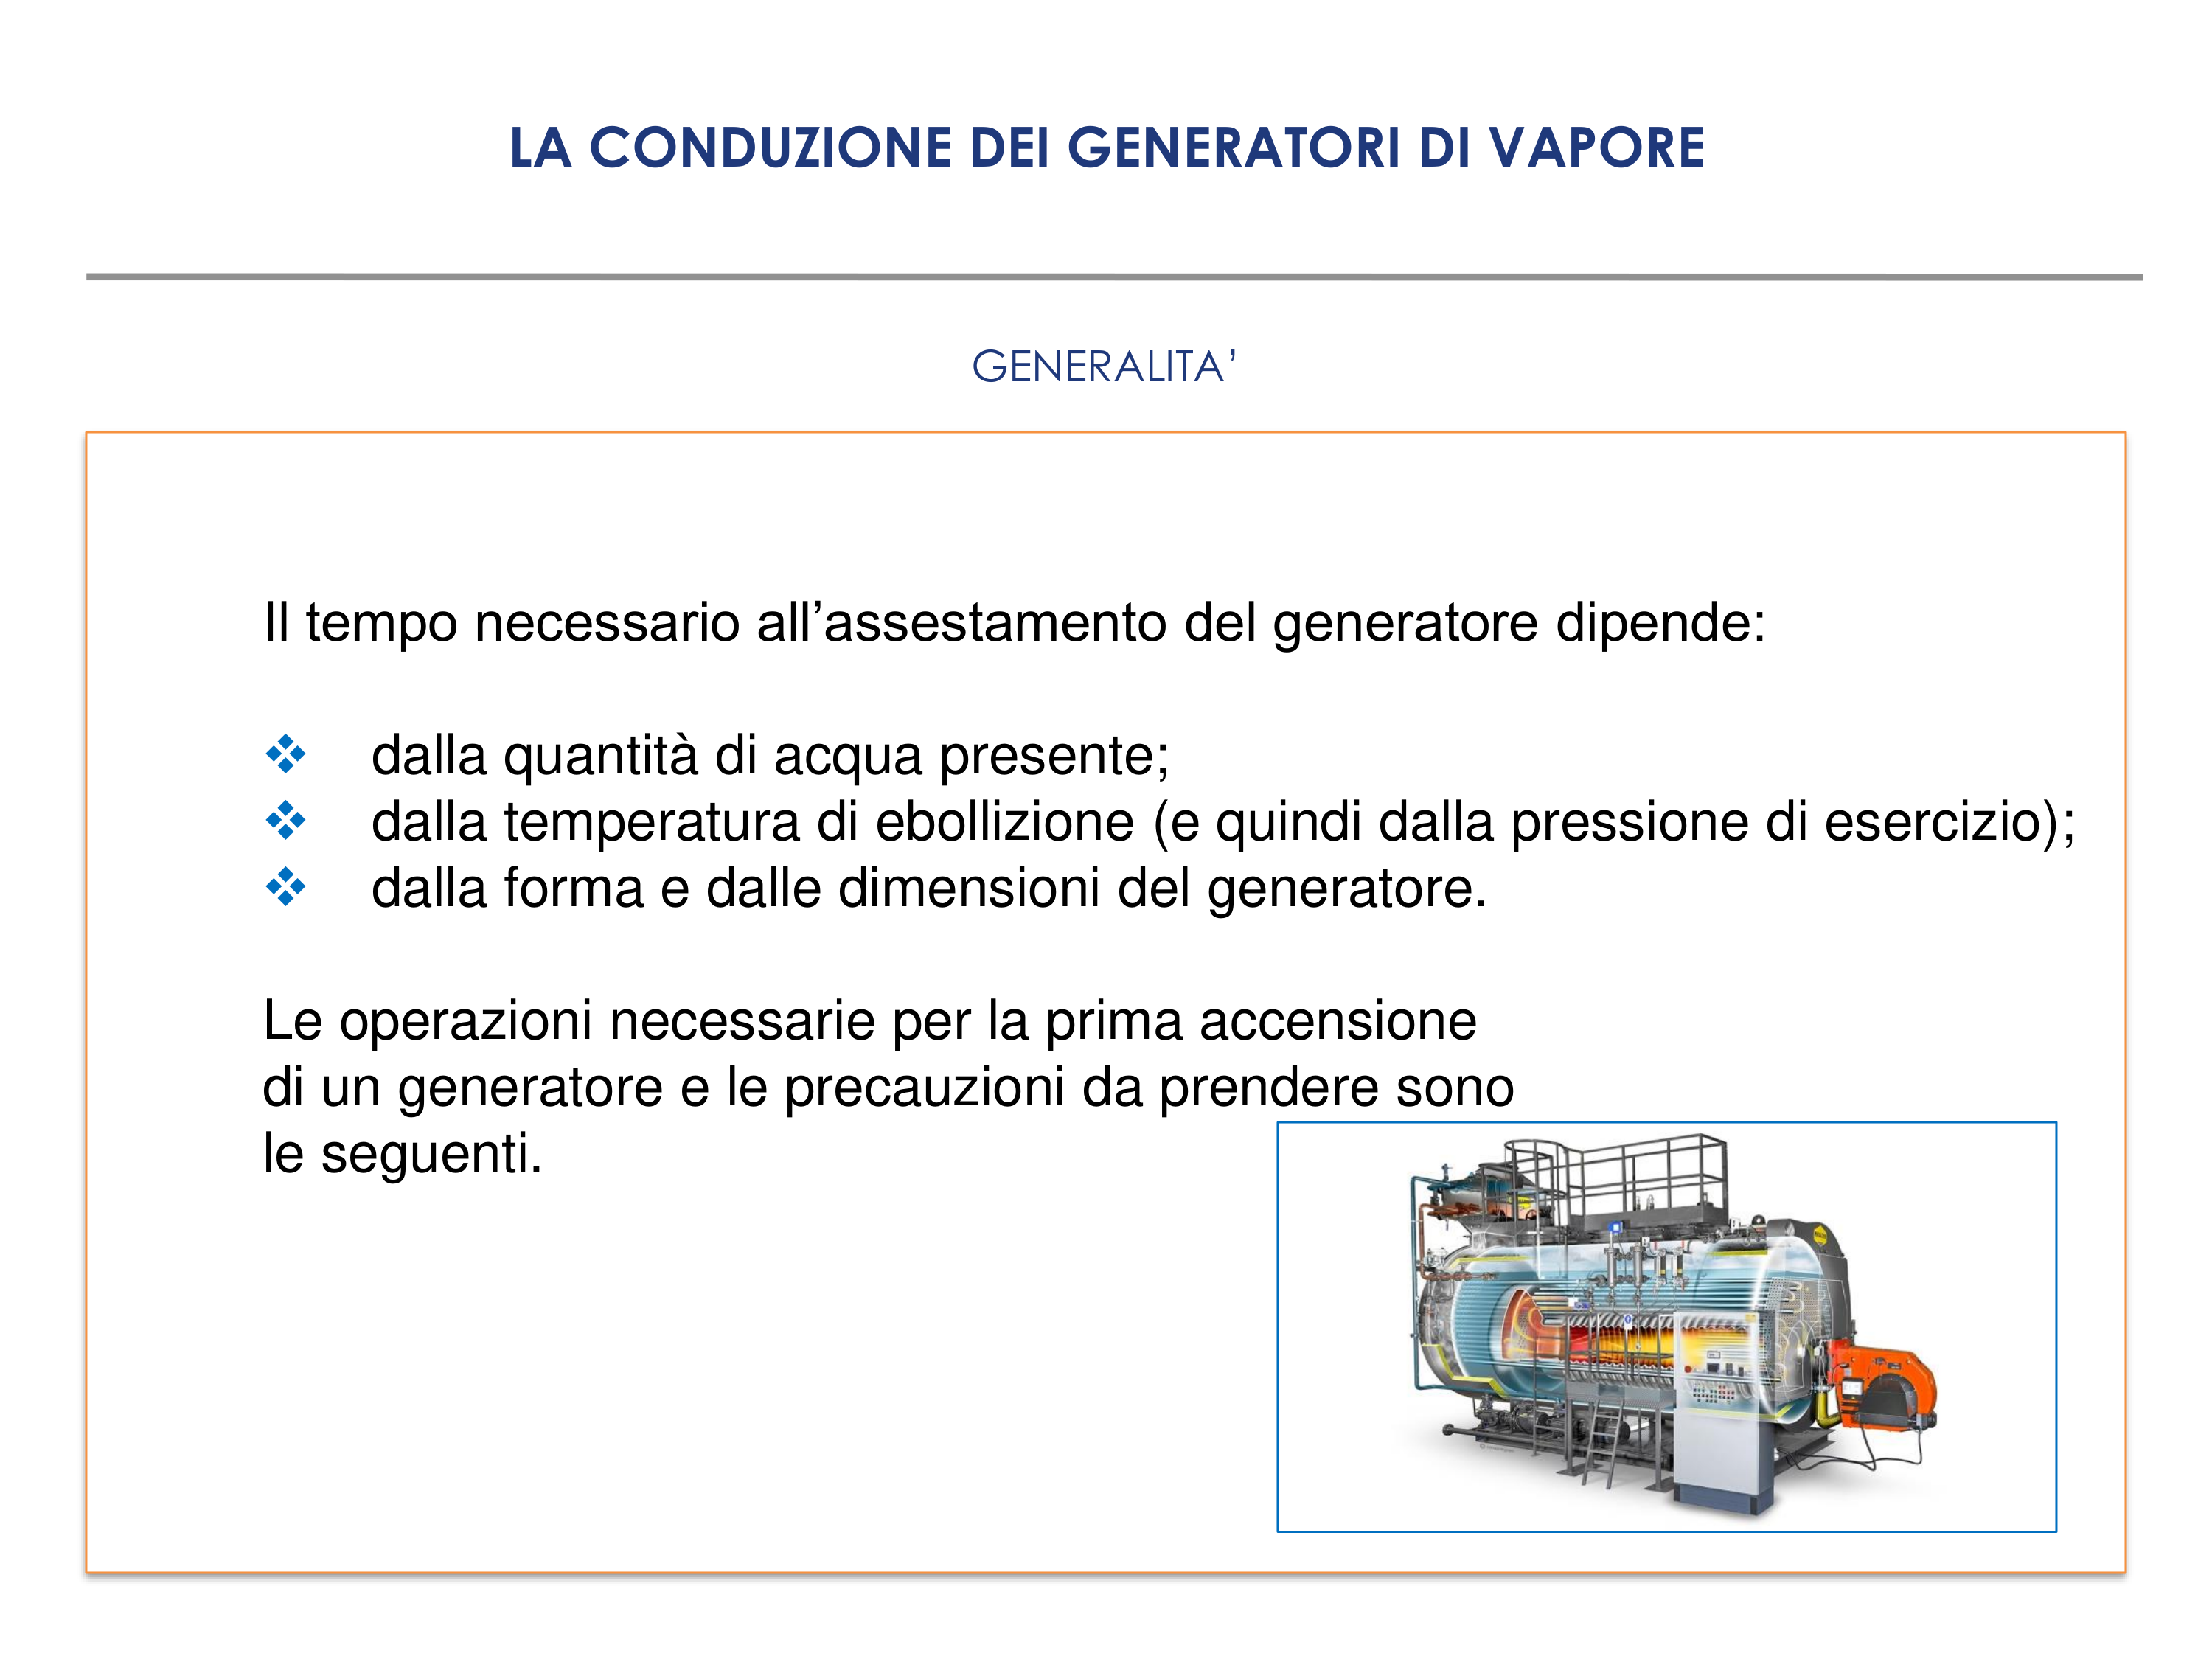 LA CONDUZIONE DEI GENERATORI DI VAPORE
GENERALITA’
Il tempo necessario all’assestamento del generatore dipende:
❖ dalla quantità di acqua presente;
❖ dalla temperatura di ebollizione (e quindi dalla pressione di esercizio);
❖ dalla forma e dalle dimensioni del generatore.
Le operazioni necessarie per la prima accensione
di un generatore e le precauzioni da prendere sono
le seguenti.